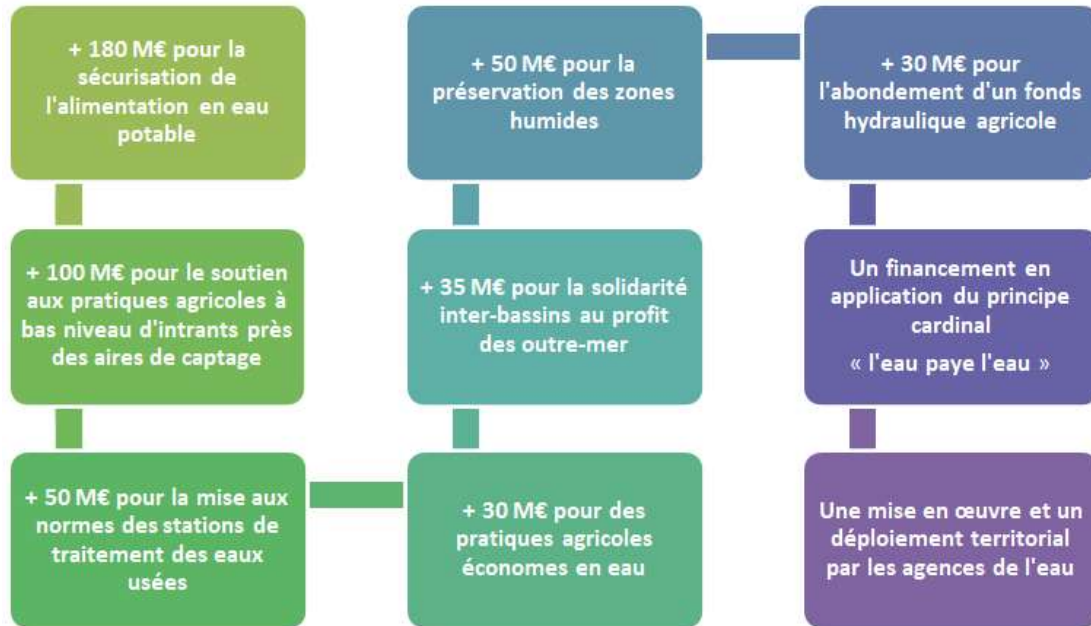 + 180 M€ pour la
sécurisation de
l'alimentation en eau
potable
+ 100 M€ pour le soutien
aux pratiques agricoles à
bas niveau d'intrants près
des aires de captage
+ 50 M€ pour la mise aux
normes des stations de
traitement des eaux
usées
+ 30 M€ pour des
pratiques agricoles
économes en eau
+ 35 M€ pour la solidarité
inter-bassins au profit
des outre-mer
+ 50 M€ pour la
préservation des zones
humides
+ 30 M€ pour
l'abondement d'un fonds
hydraulique agricole
Un financement en
application du principe
cardinal
« l'eau paye l'eau »
Une mise en œuvre et un
déploiement territorial
par les agences de l'eau